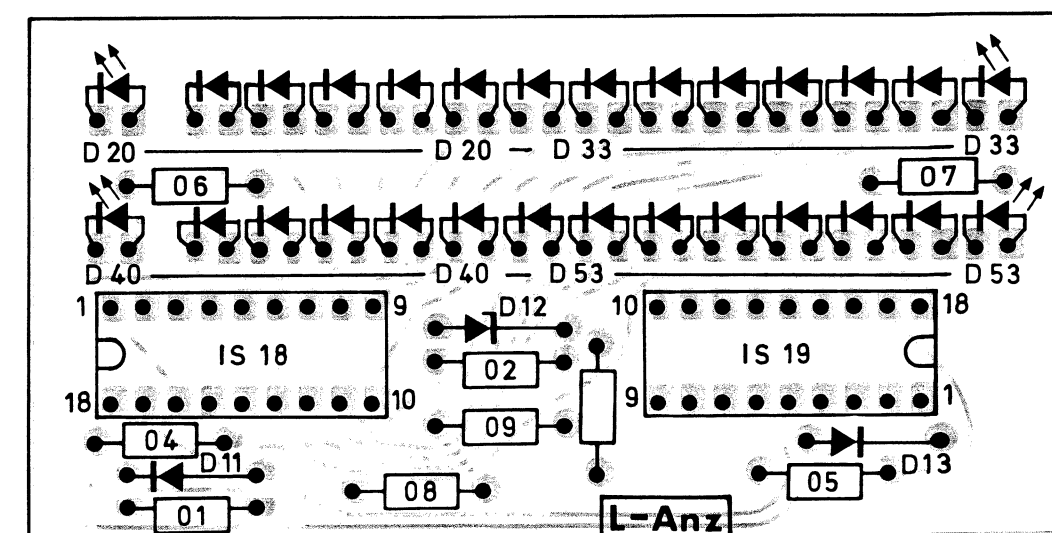 D 20 D 20 - D 33 D 33
06 07
D 40 D 40 - D 53 D 53
1 9 D12 10 18
IS 18 02 IS 19
18 10 09 9 1
04
D11 D13
08 05
01 L-Anz